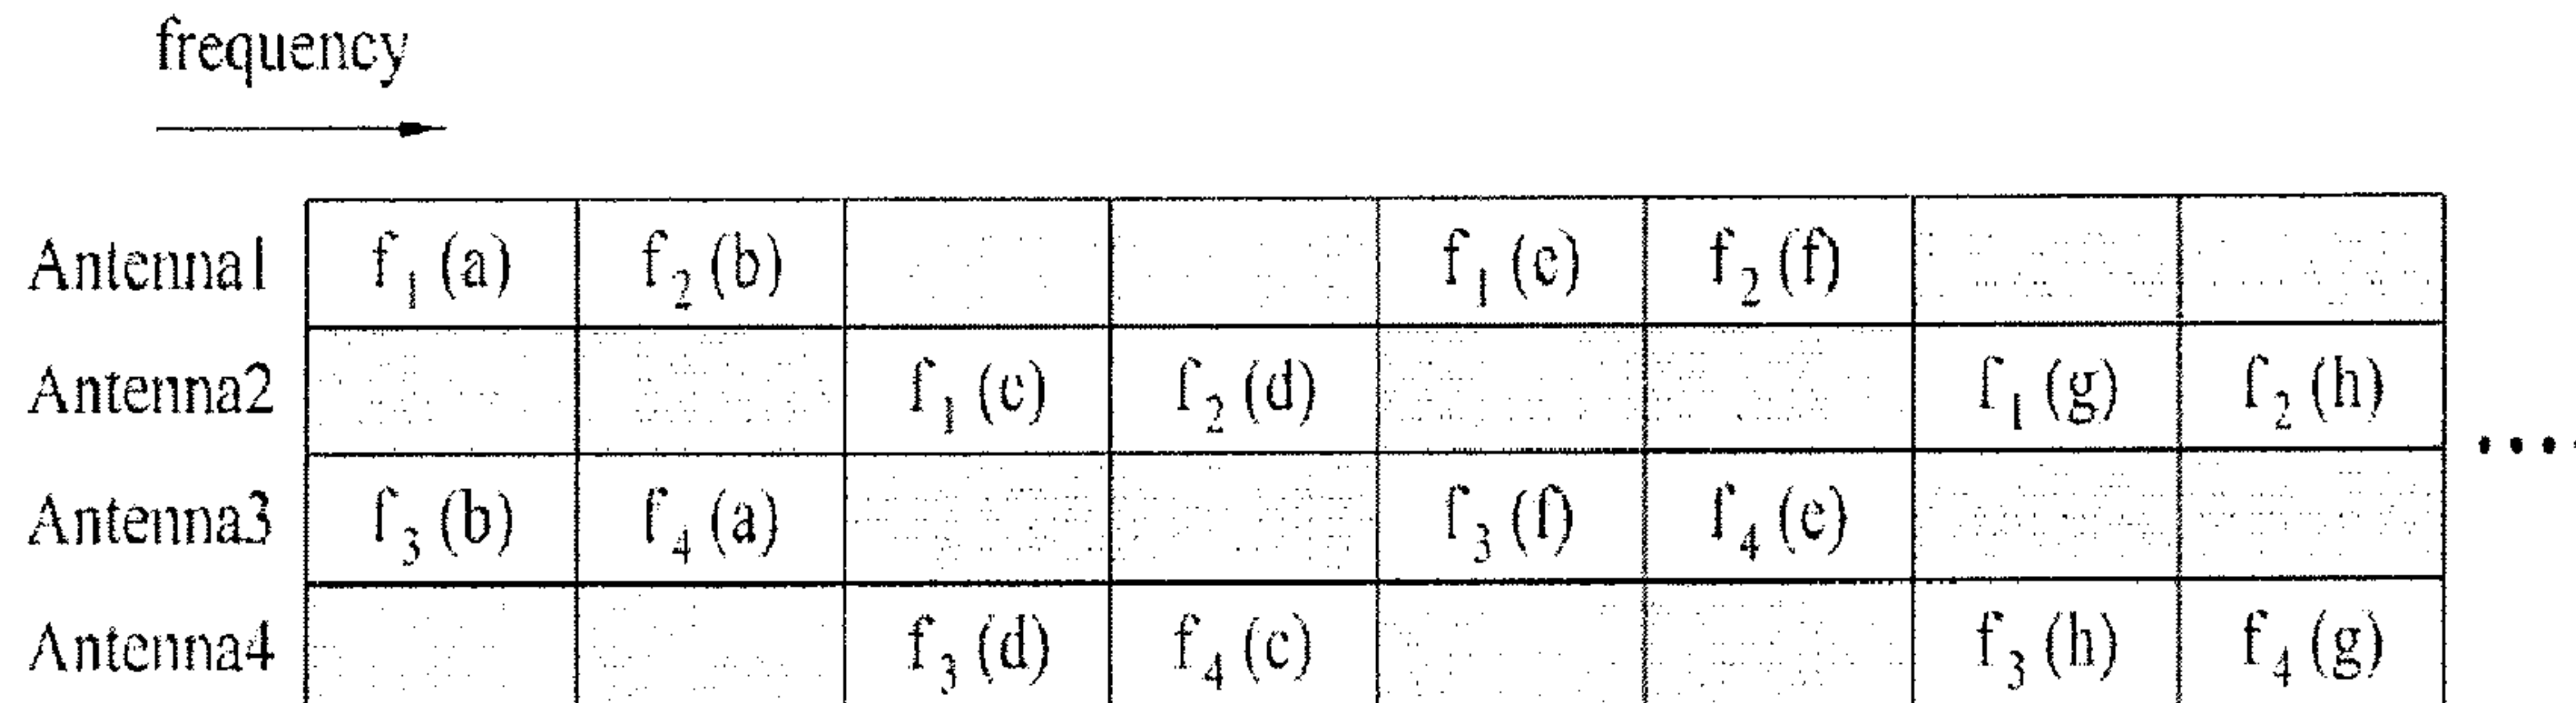 frequency
Antenna1 f1(a) f2(b) f1(e) f2(f)
Antenna2 f1(c) f2(d) f1(g) f2(h)
Antenna3 f3(b) f4(a) f3(f) f4(e)
Antenna4 f3(d) f4(c) f3(h) f4(g)